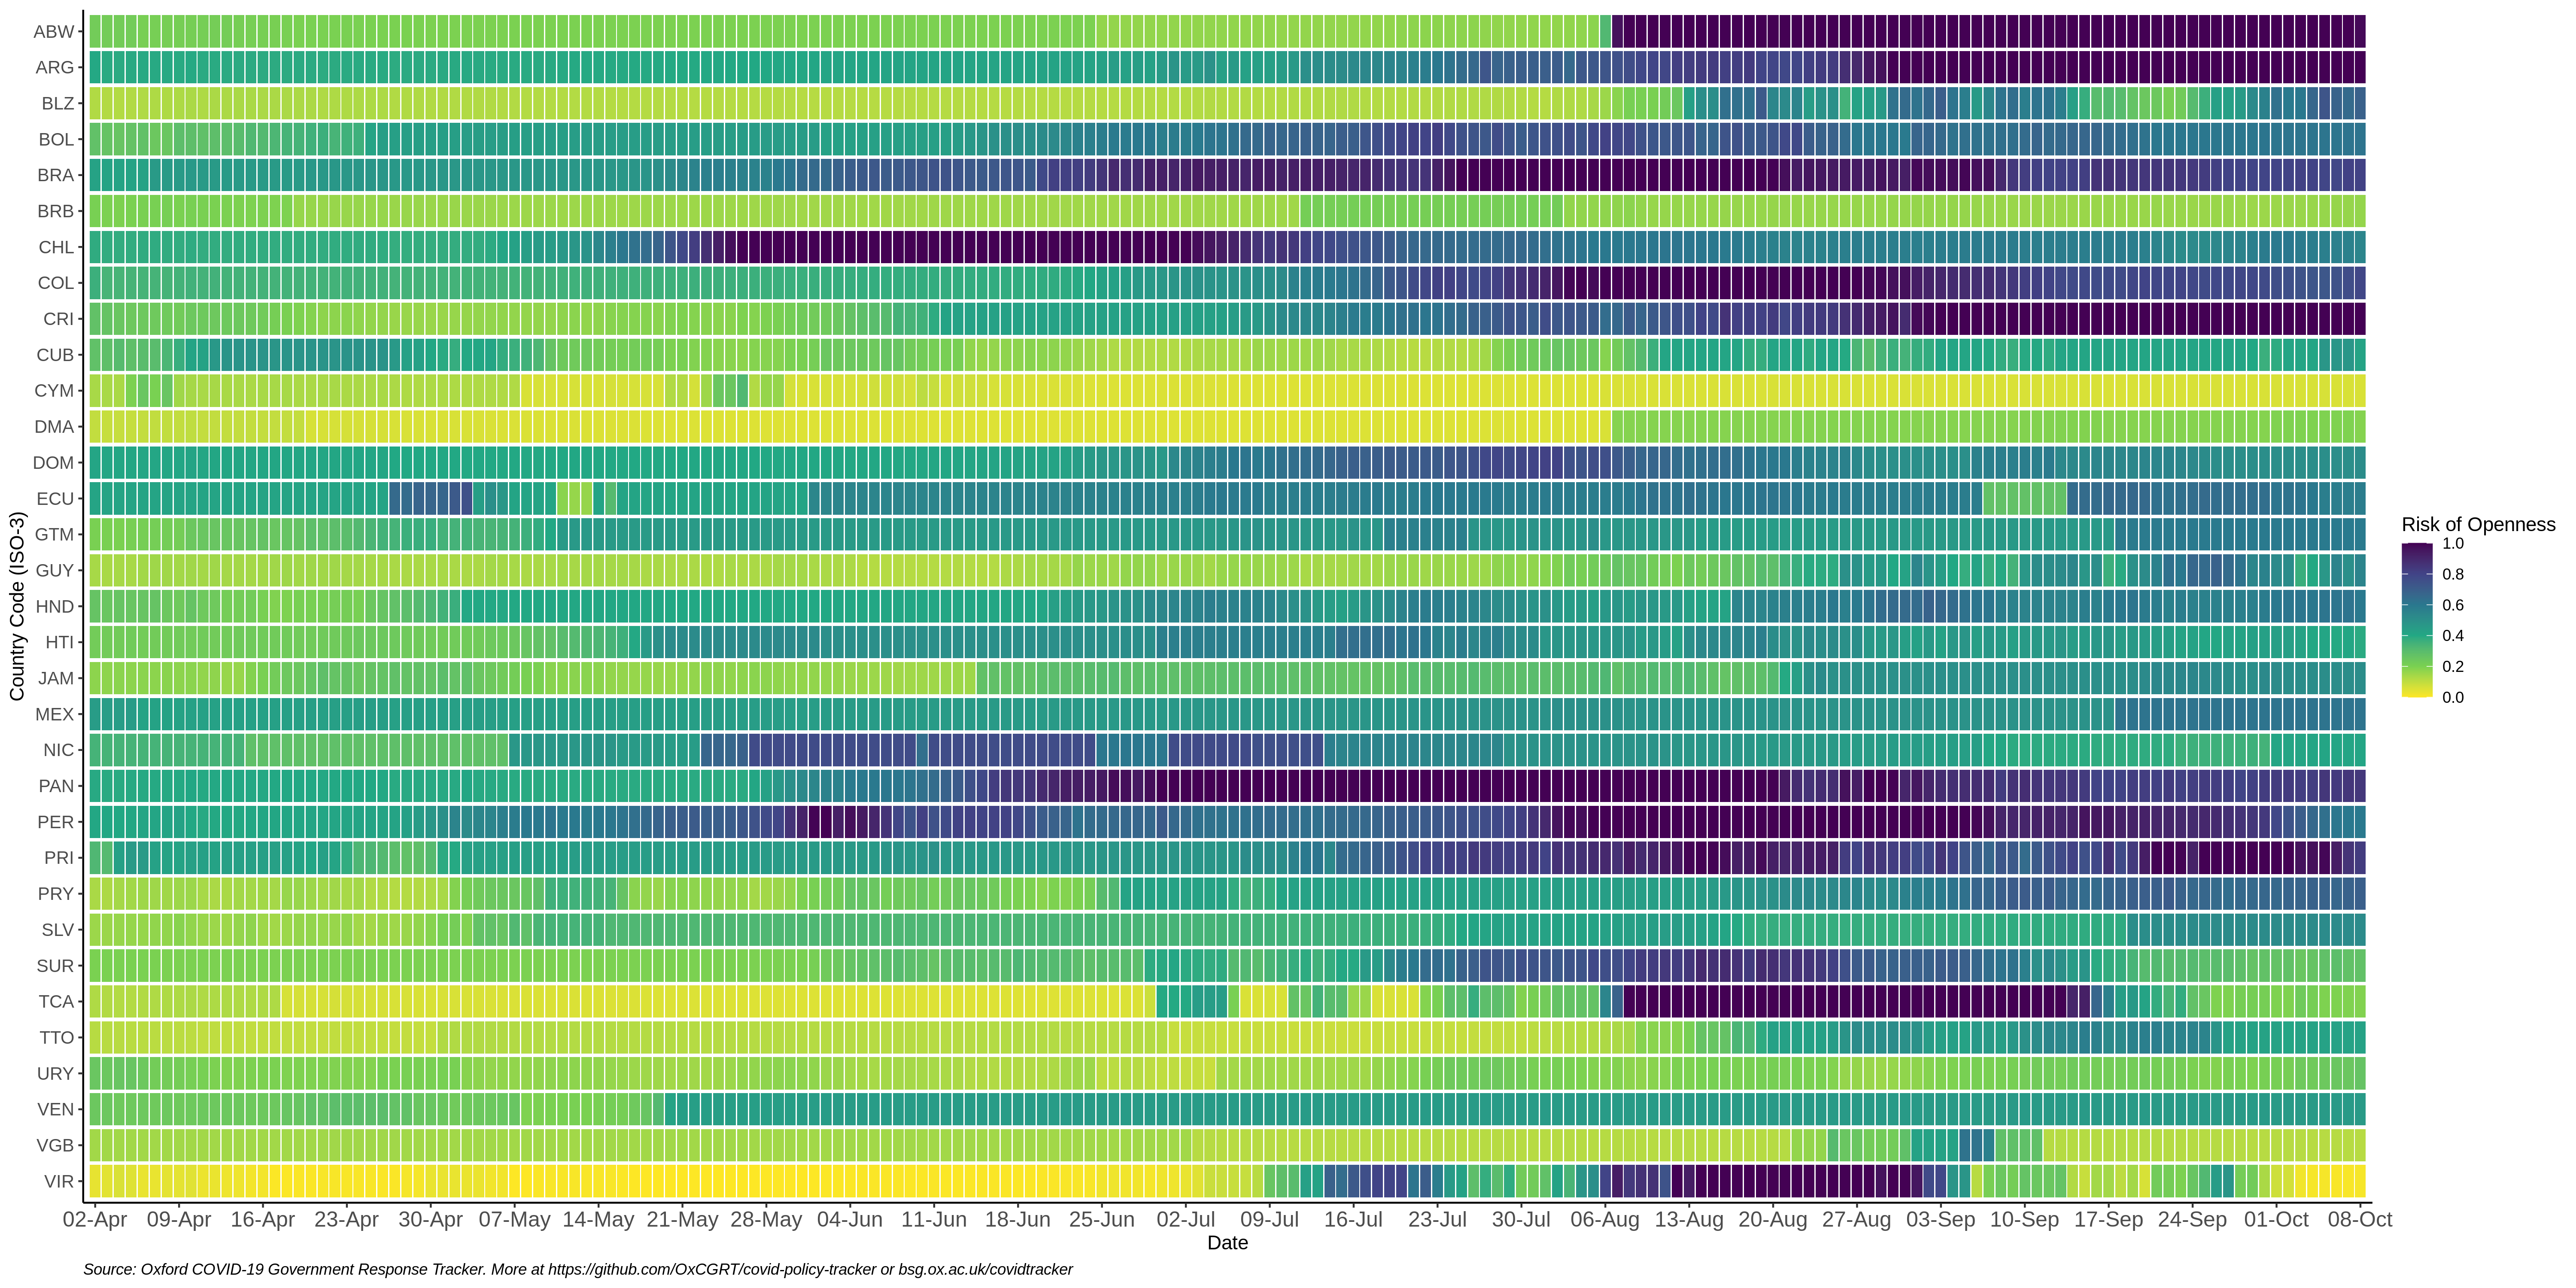 ABW
ARG
BLZ
BOL
BRA
BRB
CHL
COL
CRI
CUB
CYM
DMA
DOM
ECU
GTM
GUY
HND
HTI
JAM
MEX
NIC
PAN
PER
PRI
PRY
SLV
SUR
TCA
TTO
URY
VEN
VGB
VIR
Country Code (ISO-3)
02-Apr 09-Apr 16-Apr 23-Apr 30-Apr 07-May 14-May 21-May 28-May 04-Jun 11-Jun 18-Jun 25-Jun 02-Jul 09-Jul 16-Jul 23-Jul 30-Jul 06-Aug 13-Aug 20-Aug 27-Aug 03-Sep 10-Sep 17-Sep 24-Sep 01-Oct 08-Oct
Date
Risk of Openness
1.0
0.8
0.6
0.4
0.2
0.0
Source: Oxford COVID-19 Government Response Tracker. More at https://github.com/OxCGRT/covid-policy-tracker or bsg.ox.ac.uk/covidtracker